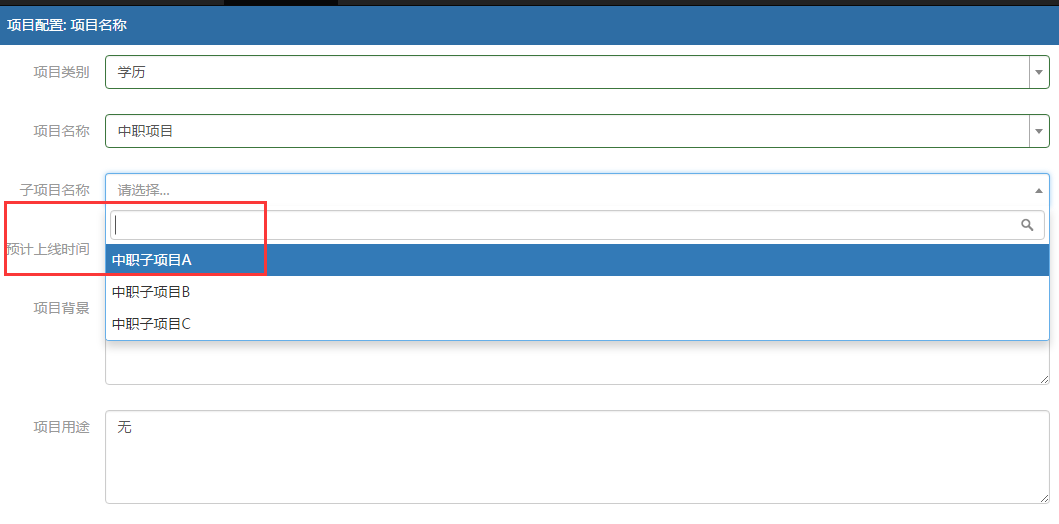 项目配置: 项目名称
项目类别 学历
项目名称 中职项目
子项目名称 请选择...
预计上线时间
中职子项目A
中职子项目B
项目背景
中职子项目C
项目用途 无